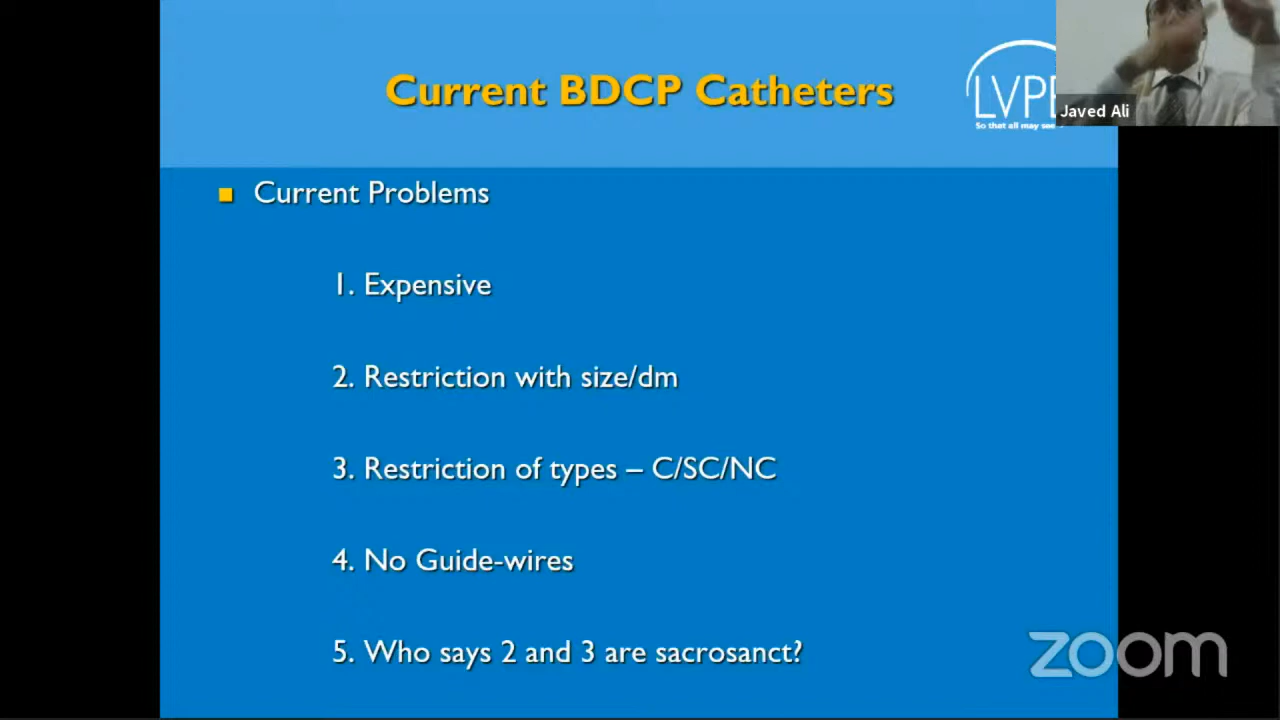 Current BDCP Catheters
LVPE
So that all may see
Javed Ali
Current Problems
1. Expensive
2. Restriction with size/dm
3. Restriction of types – C/SC/NC
4. No Guide-wires
5. Who says 2 and 3 are sacrosanct?
zoom